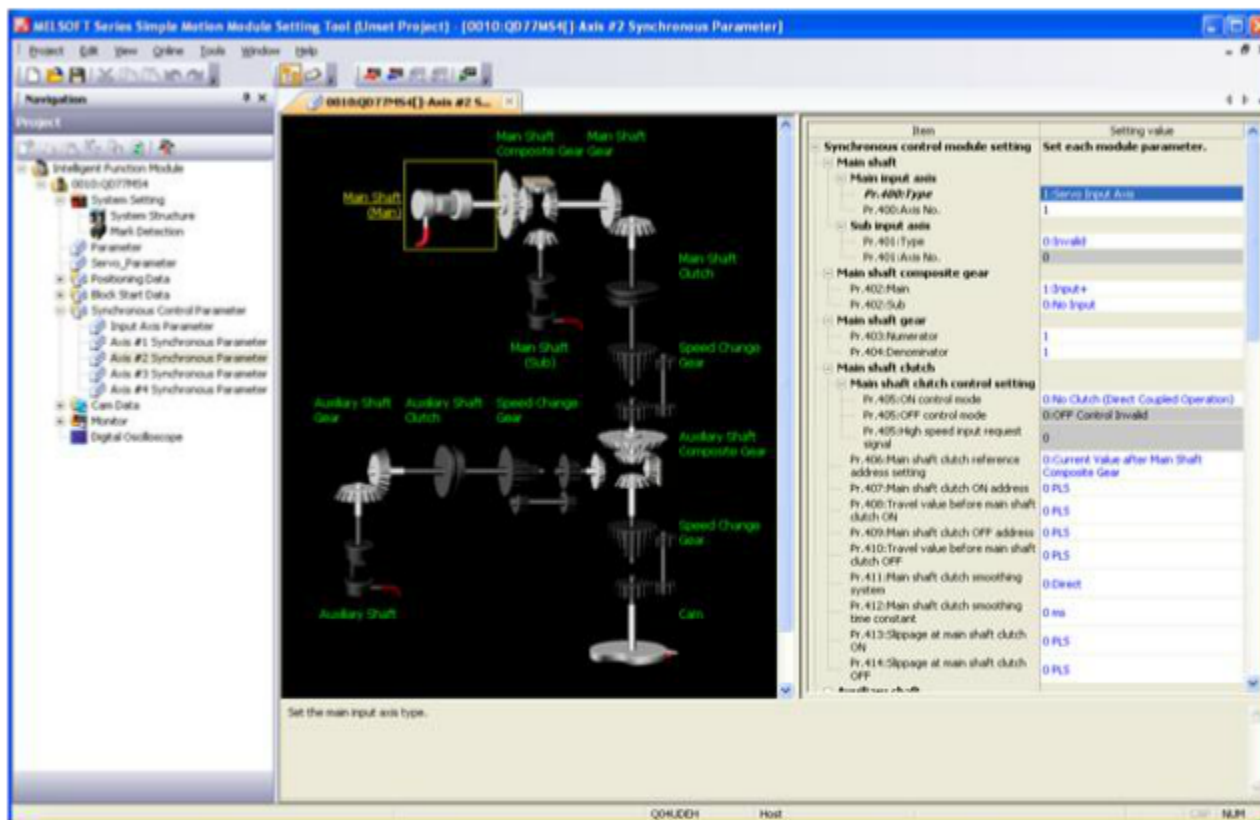 MELSOFT Series Simple Motion Module Setting Tool (Unset Project) - [0010:QD77MS4[]-Axis #2 Synchronous Parameter]
Project Edit View Online Tools Window Help
Navigation
0010:QD77MS4[]-Axis #2 S...
Project
Intelligent Function Module
0010:QD77MS4
System Setting
System Structure
Mark Detection
Parameter
Servo_Parameter
Positioning Data
Block Start Data
Synchronous Control Parameter
Input Axis Parameter
Axis #1 Synchronous Parameter
Axis #2 Synchronous Parameter
Axis #3 Synchronous Parameter
Axis #4 Synchronous Parameter
Cam Data
Monitor
Digital Oscilloscope
Main Shaft
Composite Gear
Main Shaft
Gear
Main Shaft
(Main)
Main Shaft
Clutch
Main Shaft
(Sub)
Speed Change
Gear
Auxiliary Shaft
Gear
Auxiliary Shaft
Clutch
Speed Change
Gear
Auxiliary Shaft
Composite Gear
Speed Change
Gear
Auxiliary Shaft
Cam
Item Setting value
Synchronous control module setting Set each module parameter.
Main shaft
Main input axis
Pr.400:Type 1:Servo Input Axis
Pr.400:Axis No. 1
Sub input axis
Pr.401:Type 0:Invalid
Pr.401:Axis No. 0
Main shaft composite gear
Pr.402:Main 1:Input+
Pr.402:Sub 0:No Input
Main shaft gear
Pr.403:Numerator 1
Pr.404:Denominator 1
Main shaft clutch
Main shaft clutch control setting
Pr.405:ON control mode 0:No Clutch (Direct Coupled Operation)
Pr.405:OFF control mode 0:OFF Control Invalid
Pr.405:High speed input request
signal 0
Pr.406:Main shaft clutch reference
address setting
0:Current Value after Main Shaft
Composite Gear
Pr.407:Main shaft clutch ON address 0 PLS
Pr.408:Travel value before main shaft
clutch ON 0 PLS
Pr.409:Main shaft clutch OFF address 0 PLS
Pr.410:Travel value before main shaft
clutch OFF 0 PLS
Pr.411:Main shaft clutch smoothing
system 0:Direct
Pr.412:Main shaft clutch smoothing
time constant 0 ms
Pr.413:Slippage at main shaft clutch
ON 0 PLS
Pr.414:Slippage at main shaft clutch
OFF 0 PLS
Auxiliary shaft
Set the main input axis type.
Q04UDEH Host CAP NUM